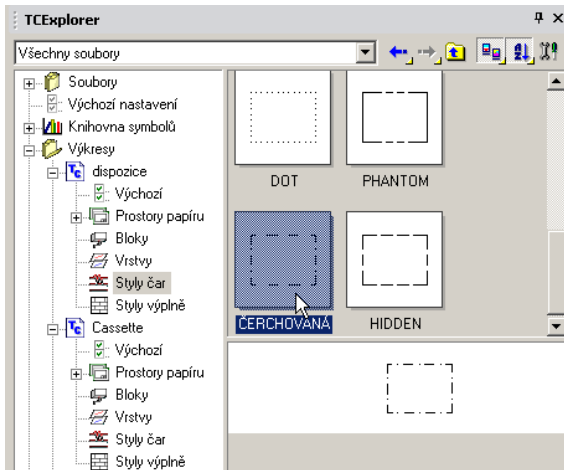 TCExplorer
Všechny soubory
Soubory
Výchozí nastavení
Knihovna symbolů
Výkresy
dispozice
Výchozí
Prostory papíru
Bloky
Vrstvy
Styly čar
Styly výplně
Cassette
Výchozí
Prostory papíru
Bloky
Vrstvy
Styly čar
Styly výplně
DOT
PHANTOM
ČERCHOVANÁ
HIDDEN